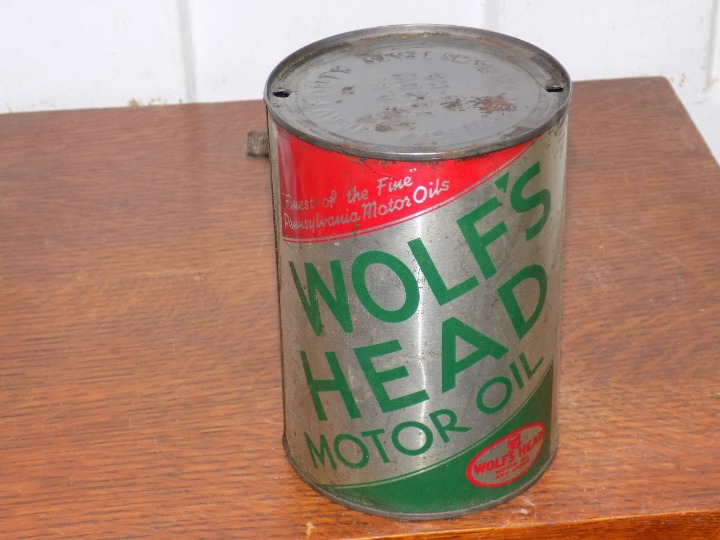 "Finest of the Fine"
Pennsylvania Motor Oils
WOLF'S
HEAD
MOTOR OIL
WOLF'S HEAD